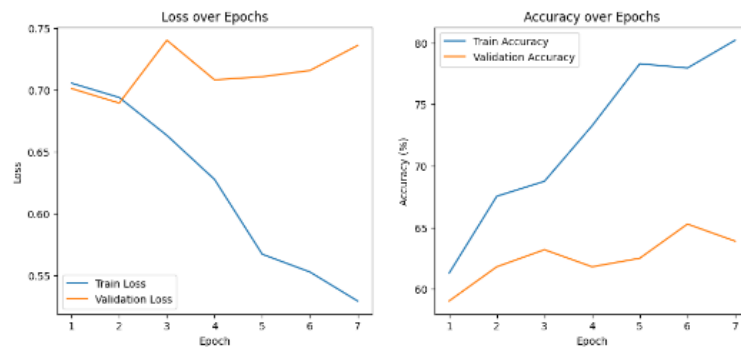 Loss over Epochs
0.75
0.70
0.65
0.60
0.55
Loss
Train Loss
Validation Loss
1 2 3 4 5 6 7
Epoch
Accuracy over Epochs
80
75
70
65
60
Accuracy (%)
Train Accuracy
Validation Accuracy
1 2 3 4 5 6 7
Epoch